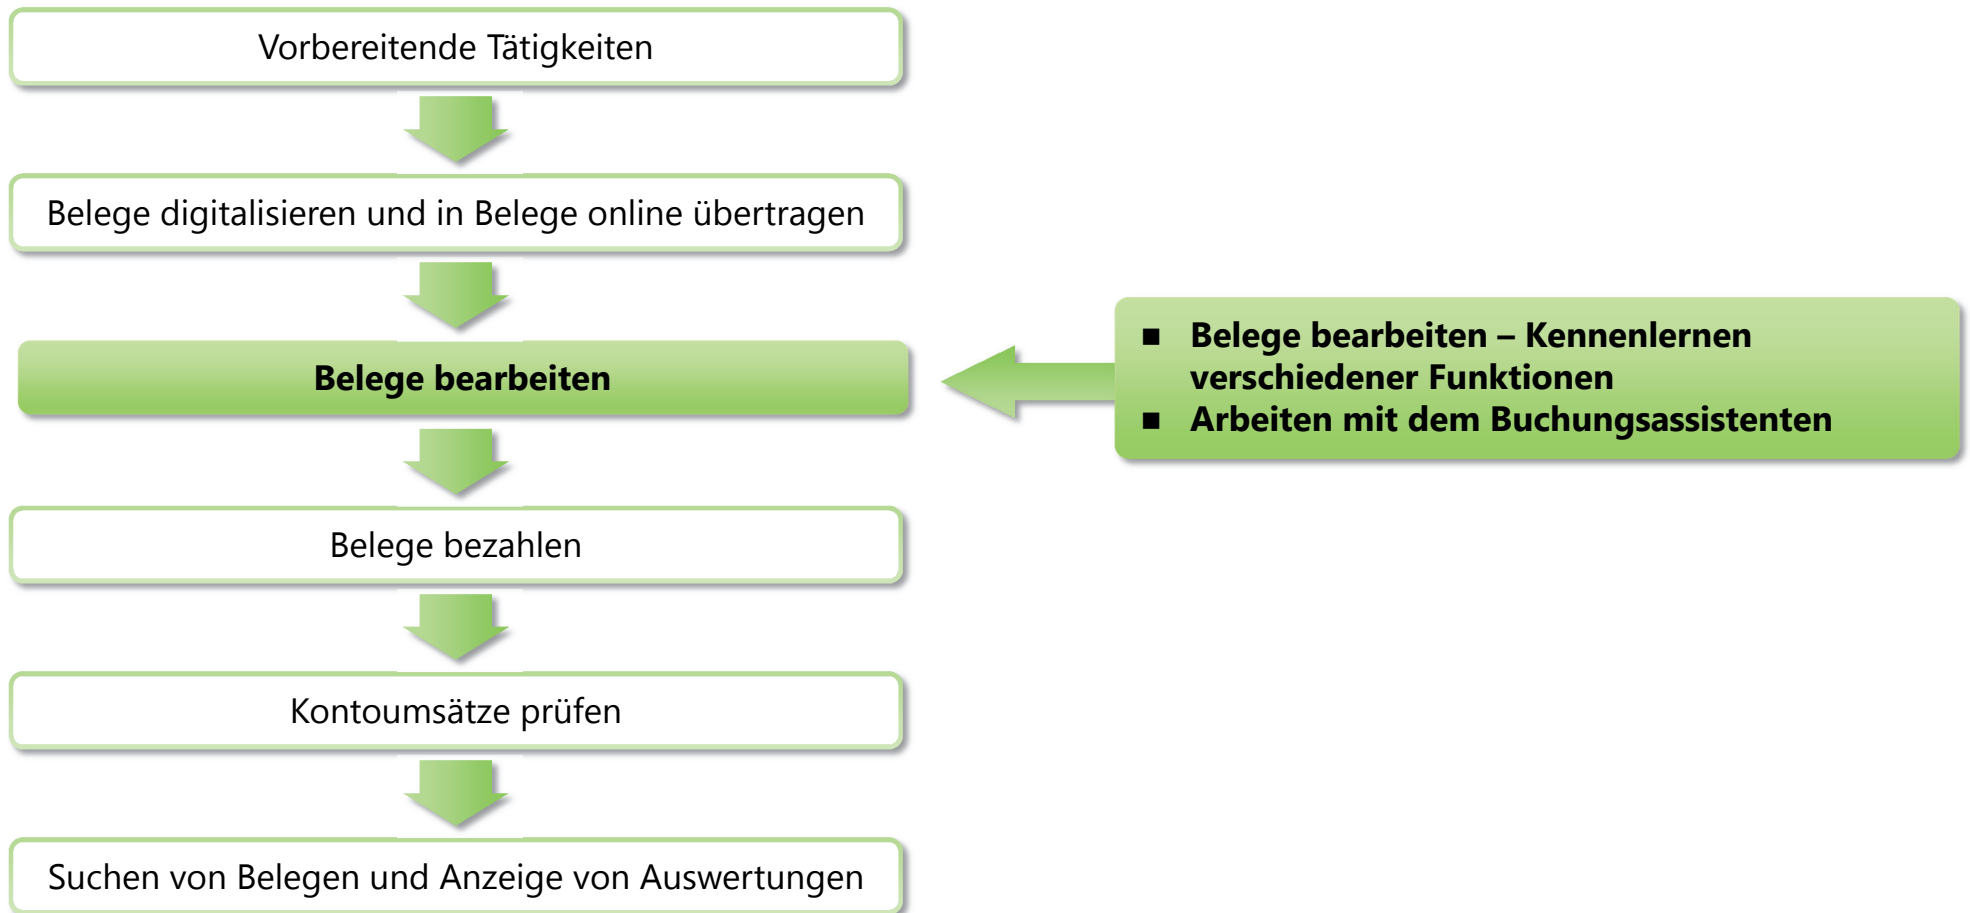 Vorbereitende Tätigkeiten
Belege digitalisieren und in Belege online übertragen
Belege bearbeiten
■ Belege bearbeiten – Kennenlernen
verschiedener Funktionen
■ Arbeiten mit dem Buchungsassistenten
Belege bezahlen
Kontoumsätze prüfen
Suchen von Belegen und Anzeige von Auswertungen